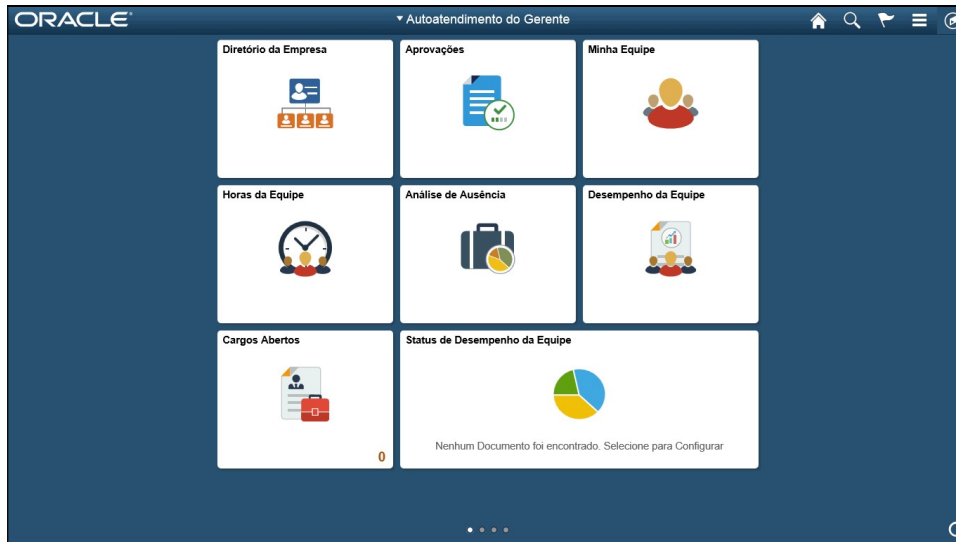 ORACLE
Autoatendimento do Gerente
Diretório da Empresa
Aprovações
Minha Equipe
Horas da Equipe
Análise de Ausência
Desempenho da Equipe
Cargos Abertos
0
Status de Desempenho da Equipe
Nenhum Documento foi encontrado. Selecione para Configurar